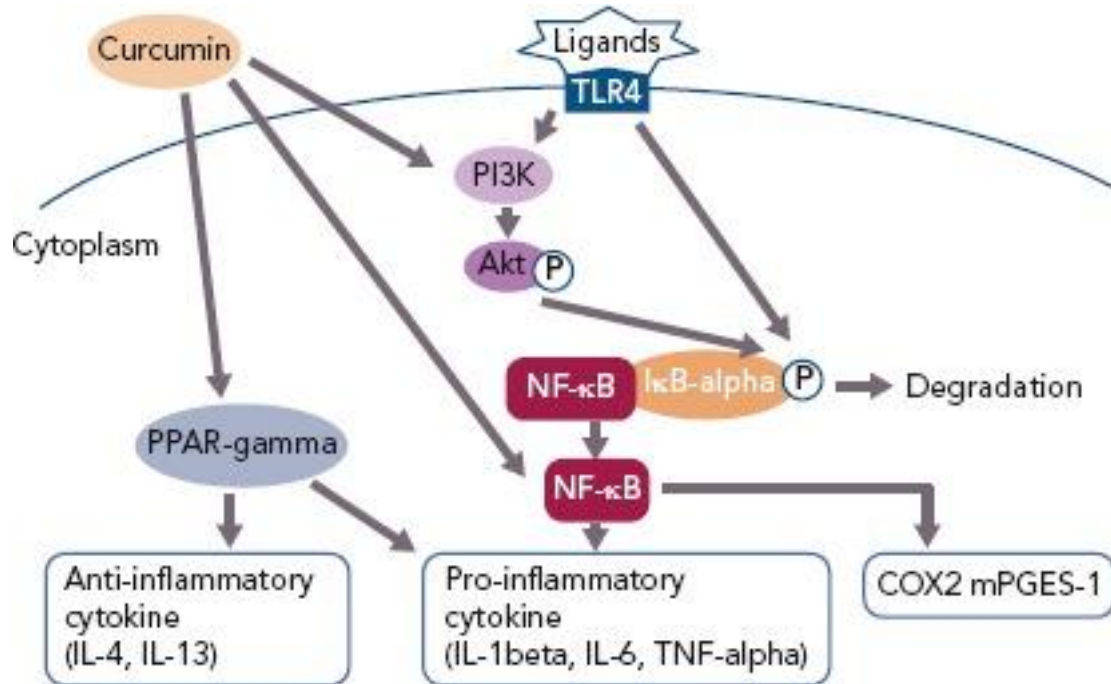 Curcumin
Ligands
TLR4
PI3K
Cytoplasm
Akt P
NF-κB IκB-alpha P Degradation
PPAR-gamma
NF-κB
Anti-inflammatory
cytokine
(IL-4, IL-13)
Pro-inflammatory
cytokine
(IL-1beta, IL-6, TNF-alpha)
COX2 mPGES-1